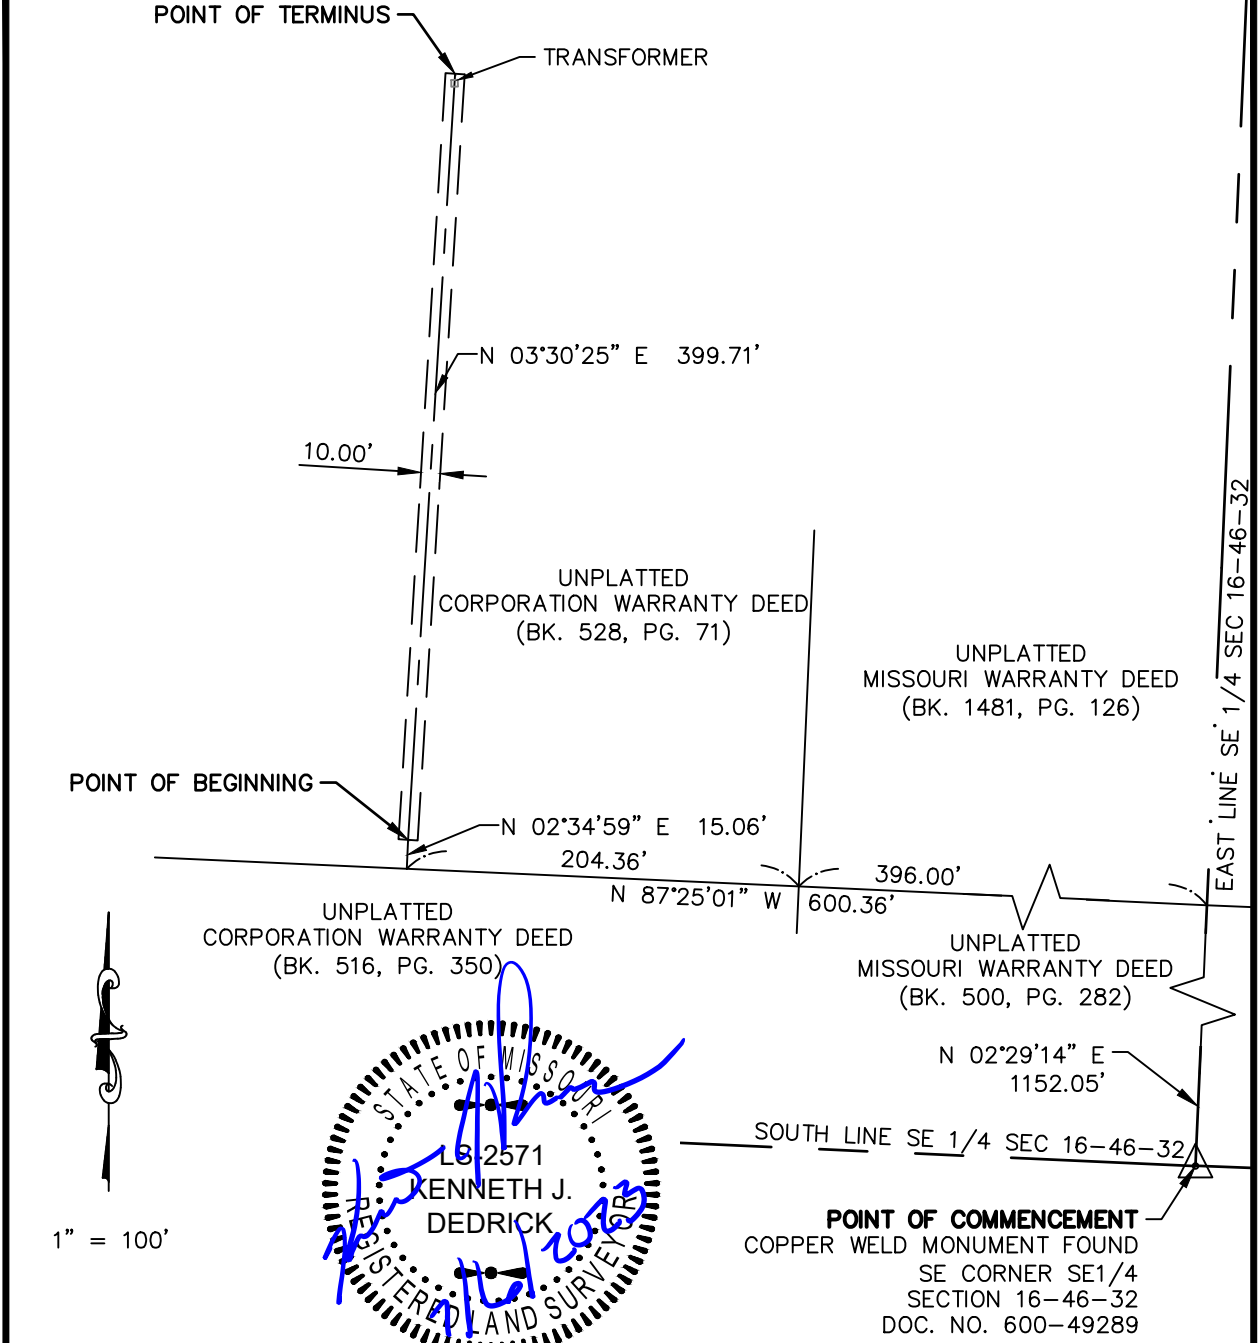 POINT OF TERMINUS
TRANSFORMER
N 03°30'25" E 399.71'
10.00'
UNPLATTED
CORPORATION WARRANTY DEED
(BK. 528, PG. 71)
UNPLATTED
MISSOURI WARRANTY DEED
(BK. 1481, PG. 126)
EAST LINE SE 1/4 SEC 16-46-32
POINT OF BEGINNING
N 02°34'59" E 15.06'
204.36'
396.00'
N 87°25'01" W 600.36'
UNPLATTED
CORPORATION WARRANTY DEED
(BK. 516, PG. 350)
UNPLATTED
MISSOURI WARRANTY DEED
(BK. 500, PG. 282)
N 02°29'14" E
1152.05'
SOUTH LINE SE 1/4 SEC 16-46-32
STATE OF MISSOURI
LS-2571
KENNETH J.
DEDRICK
REGISTERED LAND SURVEYOR
2023
1" = 100'
POINT OF COMMENCEMENT
COPPER WELD MONUMENT FOUND
SE CORNER SE1/4
SECTION 16-46-32
DOC. NO. 600-49289